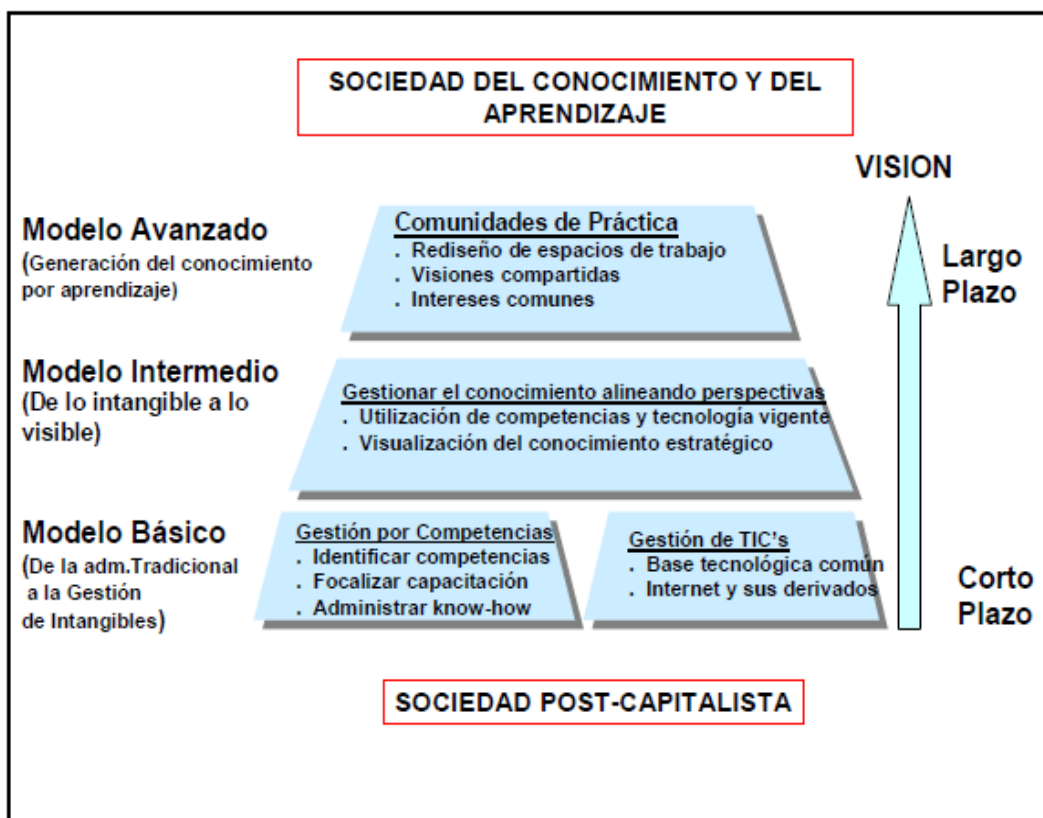 SOCIEDAD DEL CONOCIMIENTO Y DEL
APRENDIZAJE
VISION
Modelo Avanzado
(Generación del conocimiento
por aprendizaje)
Comunidades de Práctica
. Rediseño de espacios de trabajo
. Visiones compartidas
. Intereses comunes
Largo
Plazo
Modelo Intermedio
(De lo intangible a lo
visible)
Gestionar el conocimiento alineando perspectivas
. Utilización de competencias y tecnología vigente
. Visualización del conocimiento estratégico
Modelo Básico
(De la adm.Tradicional
a la Gestión
de Intangibles)
Gestión por Competencias
. Identificar competencias
. Focalizar capacitación
. Administrar know-how
Gestión de TIC's
. Base tecnológica común
. Internet y sus derivados
Corto
Plazo
SOCIEDAD POST-CAPITALISTA